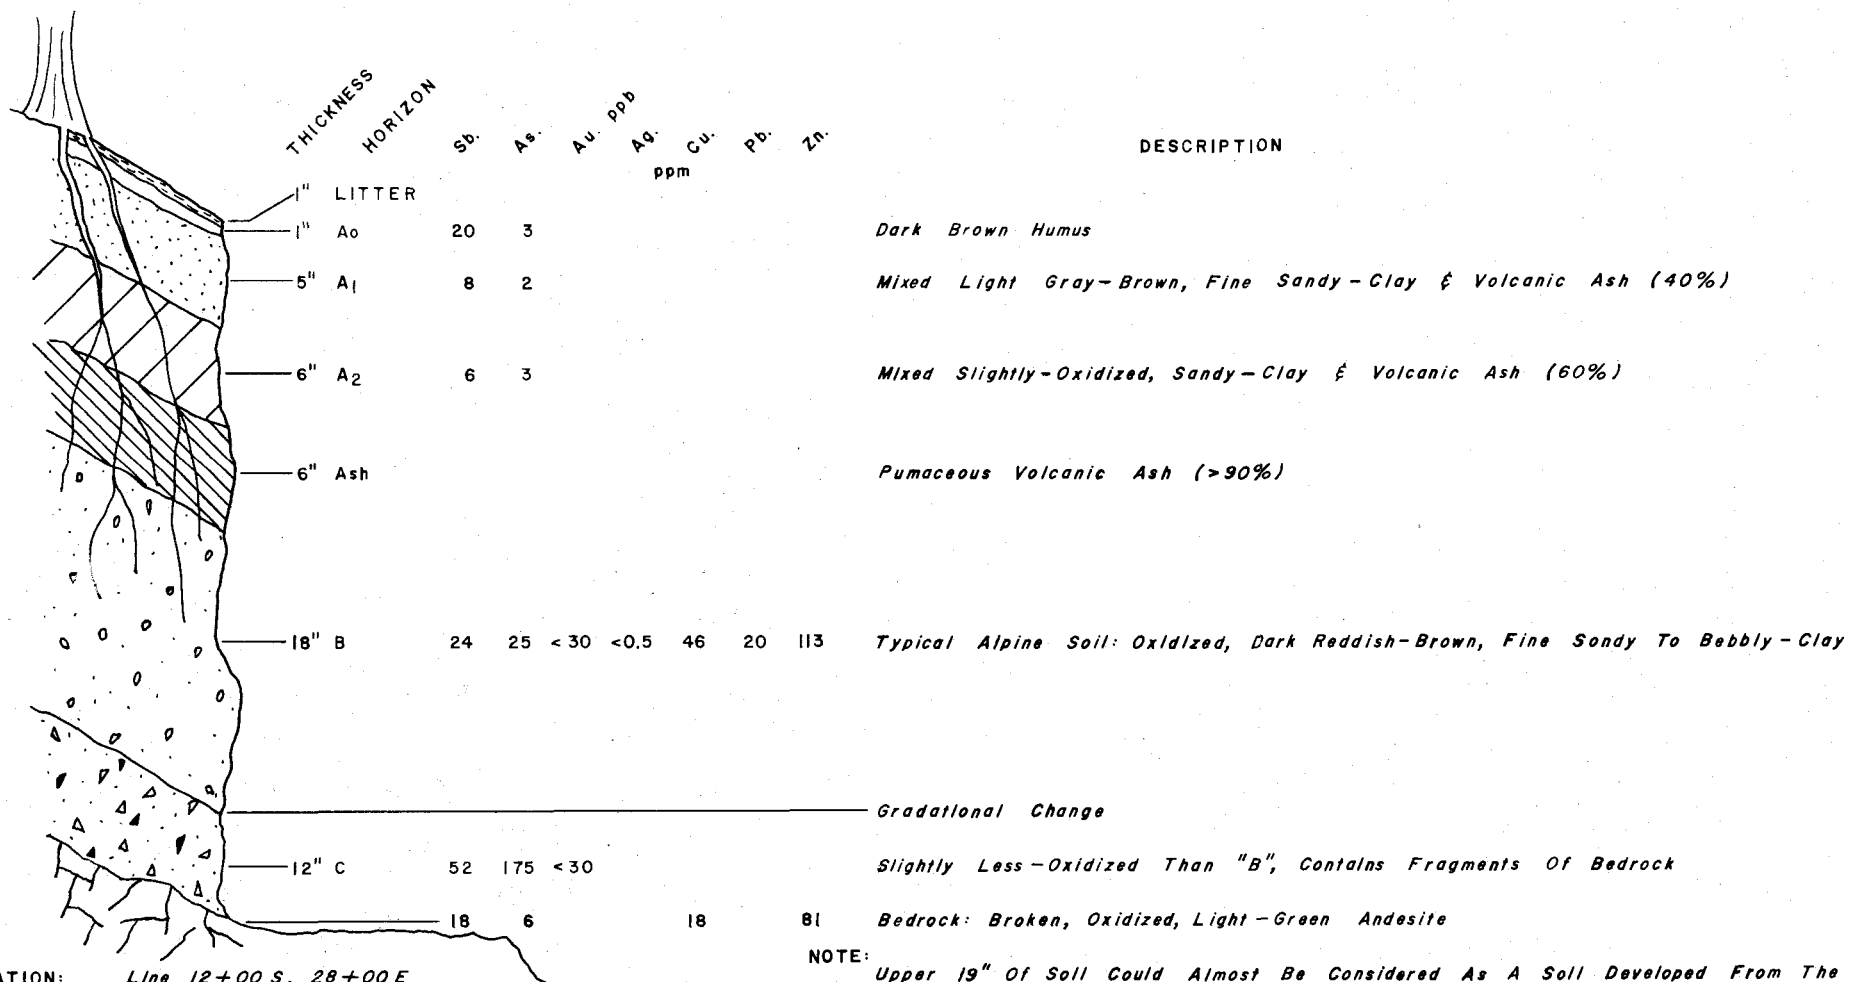 THICKNESS HORIZON Sb. As. Au. ppb Ag. Cu. Pb. Zn. DESCRIPTION
ppm
1" LITTER
1" Ao 20 3 Dark Brown Humus
5" A1 8 2 Mixed Light Gray-Brown, Fine Sandy-Clay & Volcanic Ash (40%)
6" A2 6 3 Mixed Slightly-Oxidized, Sandy-Clay & Volcanic Ash (60%)
6" Ash Pumaceous Volcanic Ash (>90%)
18" B 24 25 <30 <0.5 46 20 113 Typical Alpine Soil: Oxidized, Dark Reddish-Brown, Fine Sondy To Bebbly-Clay
Gradational Change
12" C 52 175 <30 Slightly Less-Oxidized Than "B", Contains Fragments Of Bedrock
18 6 18 81 Bedrock: Broken, Oxidized, Light-Green Andesite
NOTE:
ATION: Line 12+00 S, 28+00 E Upper 19" Of Soil Could Almost Be Considered As A Soil Developed From The